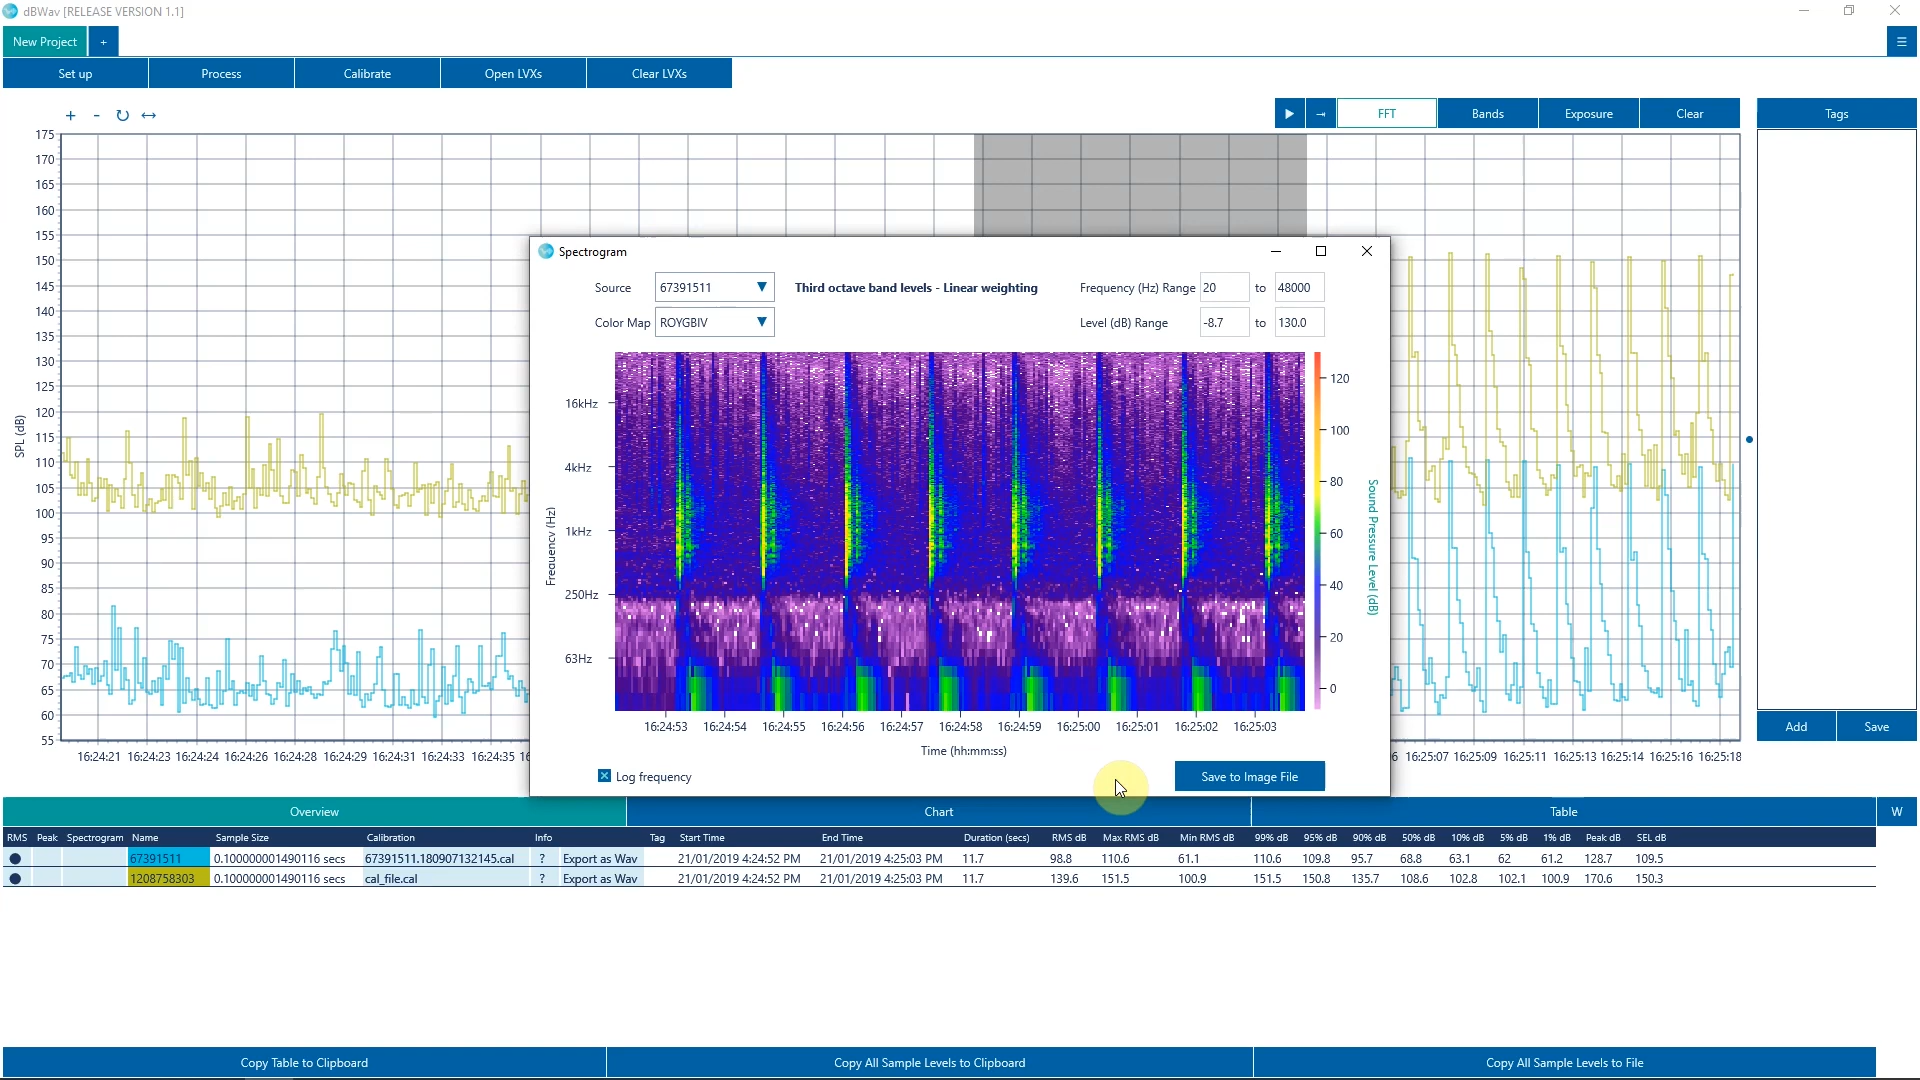 dBWav [RELEASE VERSION 1.1]
New Project +
Set up Process Calibrate Open LVXs Clear LVXs
+ -
FFT Bands Exposure Clear Tags
175
170
165
160
155
150
145
140
135
130
125
120
115
110
105
100
95
90
85
80
75
70
65
60
55
SPL (dB)
16:24:21 16:24:23 16:24:24 16:24:26 16:24:28 16:24:29 16:24:31 16:24:33 16:24:35 16
6 16:25:07 16:25:09 16:25:11 16:25:13 16:25:14 16:25:16 16:25:18
Add Save
Spectrogram
Source 67391511 Third octave band levels - Linear weighting Frequency (Hz) Range 20 to 48000
Color Map ROYGBIV Level (dB) Range -8.7 to 130.0
16kHz
4kHz
1kHz
250Hz
63Hz
Frequency (Hz)
120
100
80
60
40
20
0
Sound Pressure Level (dB)
16:24:53 16:24:54 16:24:55 16:24:56 16:24:57 16:24:58 16:24:59 16:25:00 16:25:01 16:25:02 16:25:03
Time (hh:mm:ss)
Log frequency Save to Image File
Overview Chart Table W
RMS Peak Spectrogram Name Sample Size Calibration Info Tag Start Time End Time Duration (secs) RMS dB Max RMS dB Min RMS dB 99% dB 95% dB 90% dB 50% dB 10% dB 5% dB 1% dB Peak dB SEL dB
67391511 0.100000001490116 secs 67391511.180907132145.cal ? Export as Wav 21/01/2019 4:24:52 PM 21/01/2019 4:25:03 PM 11.7 98.8 110.6 61.1 110.6 109.8 95.7 68.8 63.1 62 61.2 128.7 109.5
1208758303 0.100000001490116 secs cal_file.cal ? Export as Wav 21/01/2019 4:24:52 PM 21/01/2019 4:25:03 PM 11.7 139.6 151.5 100.9 151.5 150.8 135.7 108.6 102.8 102.1 100.9 170.6 150.3
Copy Table to Clipboard Copy All Sample Levels to Clipboard Copy All Sample Levels to File